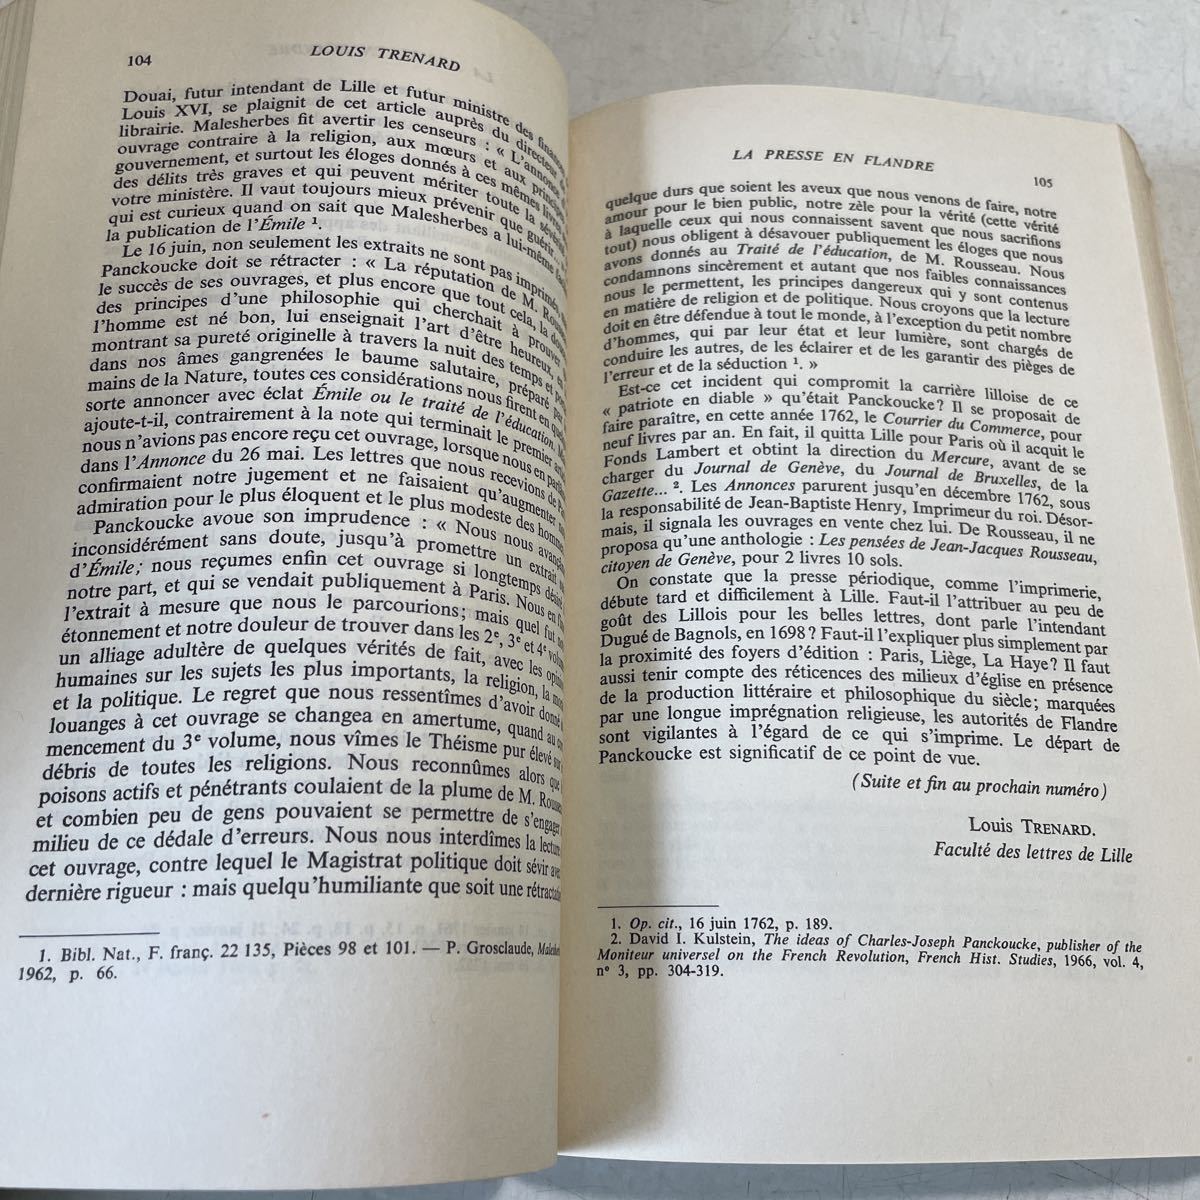 104
LOUIS TRENARD
Douai, futur intendant de Lille et futur ministre des finances
Louis XVI, se plaignit de cet article auprès du directeur de
librairie. Malesherbes fit avertir les censeurs : « L'annonce d'
ouvrage contraire à la religion, aux mœurs et aux principes
gouvernement, et surtout les éloges donnés à ces mêmes livres
des délits très graves et qui peuvent mériter toute la sévérité
votre ministère. Il vaut toujours mieux prévenir que guérir... »
qui est curieux quand on sait que Malesherbes a lui-même
la publication de l'Émile ¹.
Le 16 juin, non seulement les extraits ne sont pas imprimés,
Panckoucke doit se rétracter : « La réputation de M. Rousseau,
le succès de ses ouvrages, et plus encore que tout cela, la
des principes d'une philosophie qui cherchait à prouver
l'homme est né bon, lui enseignait l'art d'être heureux, en
montrant sa pureté originelle à travers la nuit des temps et
dans nos âmes gangrenées le baume salutaire, préparé par
mains de la Nature, toutes ces considérations nous firent en
sorte annoncer avec éclat Émile ou le traité de l'éducation.
ajoute-t-il, contrairement à la note qui terminait le premier
nous n'avions pas encore reçu cet ouvrage, lorsque nous en
dans l'Annonce du 26 mai. Les lettres que nous recevions de
confirmaient notre jugement et ne faisaient qu'augmenter
admiration pour le plus éloquent et le plus modeste des
Panckoucke avoue son imprudence : « Nous nous
inconsidérément sans doute, jusqu'à promettre un extrait
d'Émile; nous reçumes enfin cet ouvrage si longtemps
notre part, et qui se vendait publiquement à Paris. Nous en
l'extrait à mesure que nous le parcourions; mais quel fut
étonnement et notre douleur de trouver dans les 2e, 3e et 4e
un alliage adultère de quelques vérités de fait, avec les
humaines sur les sujets les plus importants, la religion, la
et la politique. Le regret que nous ressentîmes d'avoir donné
louanges à cet ouvrage se changea en amertume, quand au
mencement du 3e volume, nous vîmes le Théisme pur élevé sur
débris de toutes les religions. Nous reconnûmes alors que
poisons actifs et pénétrants coulaient de la plume de M.
et combien peu de gens pouvaient se permettre de s'engager
milieu de ce dédale d'erreurs. Nous nous interdîmes la lecture
cet ouvrage, contre lequel le Magistrat politique doit sévir
dernière rigueur : mais quelqu'humiliante que soit une
1. Bibl. Nat., F. franç. 22 135, Pièces 98 et 101. — P. Grosclaude,
1962, p. 66.
LA PRESSE EN FLANDRE
105
quelque durs que soient les aveux que nous venons de faire, notre
amour pour le bien public, notre zèle pour la vérité (cette vérité
à laquelle ceux qui nous connaissent savent que nous sacrifions
tout) nous obligent à désavouer publiquement les éloges que nous
avons donnés au Traité de l'éducation, de M. Rousseau. Nous
condamnons sincèrement et autant que nos faibles connaissances
nous le permettent, les principes dangereux qui y sont contenus
en matière de religion et de politique. Nous croyons que la lecture
doit en être défendue à tout le monde, à l'exception du petit nombre
d'hommes, qui par leur état et leur lumière, sont chargés de
conduire les autres, de les éclairer et de les garantir des pièges de
l'erreur et de la séduction ¹. »
Est-ce cet incident qui compromit la carrière lilloise de ce
« patriote en diable » qu'était Panckoucke? Il se proposait de
faire paraître, en cette année 1762, le Courrier du Commerce, pour
neuf livres par an. En fait, il quitta Lille pour Paris où il acquit le
Fonds Lambert et obtint la direction du Mercure, avant de se
charger du Journal de Genève, du Journal de Bruxelles, de la
Gazette... ². Les Annonces parurent jusqu'en décembre 1762, sous
la responsabilité de Jean-Baptiste Henry, Imprimeur du roi. Désor-
mais, il signala les ouvrages en vente chez lui. De Rousseau, il ne
proposa qu'une anthologie : Les pensées de Jean-Jacques Rousseau,
citoyen de Genève, pour 2 livres 10 sols.
On constate que la presse périodique, comme l'imprimerie,
débute tard et difficilement à Lille. Faut-il l'attribuer au peu de
goût des Lillois pour les belles lettres, dont parle l'intendant
Dugué de Bagnols, en 1698? Faut-il l'expliquer plus simplement par
la proximité des foyers d'édition : Paris, Liège, La Haye? Il faut
aussi tenir compte des réticences des milieux d'église en présence
de la production littéraire et philosophique du siècle; marquées
par une longue imprégnation religieuse, les autorités de Flandre
sont vigilantes à l'égard de ce qui s'imprime. Le départ de
Panckoucke est significatif de ce point de vue.
(Suite et fin au prochain numéro)
Louis TRENARD.
Faculté des lettres de Lille
1. Op. cit., 16 juin 1762, p. 189.
2. David I. Kulstein, The ideas of Charles-Joseph Panckoucke, publisher of the
Moniteur universel on the French Revolution, French Hist. Studies, 1966, vol. 4,
n° 3, pp. 304-319.